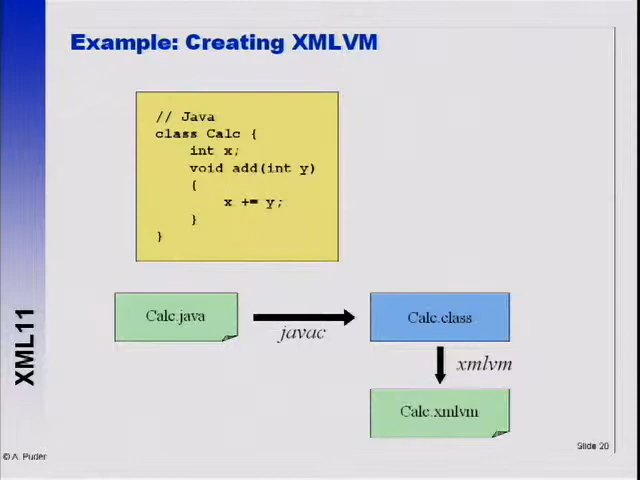 Example: Creating XMLVM
// Java
class Calc {
int x;
void add(int y)
{
x += y;
}
}
Calc.java
javac
Calc.class
xmlvm
Calc.xmlvm
XML11
Slide 20
© A. Puder